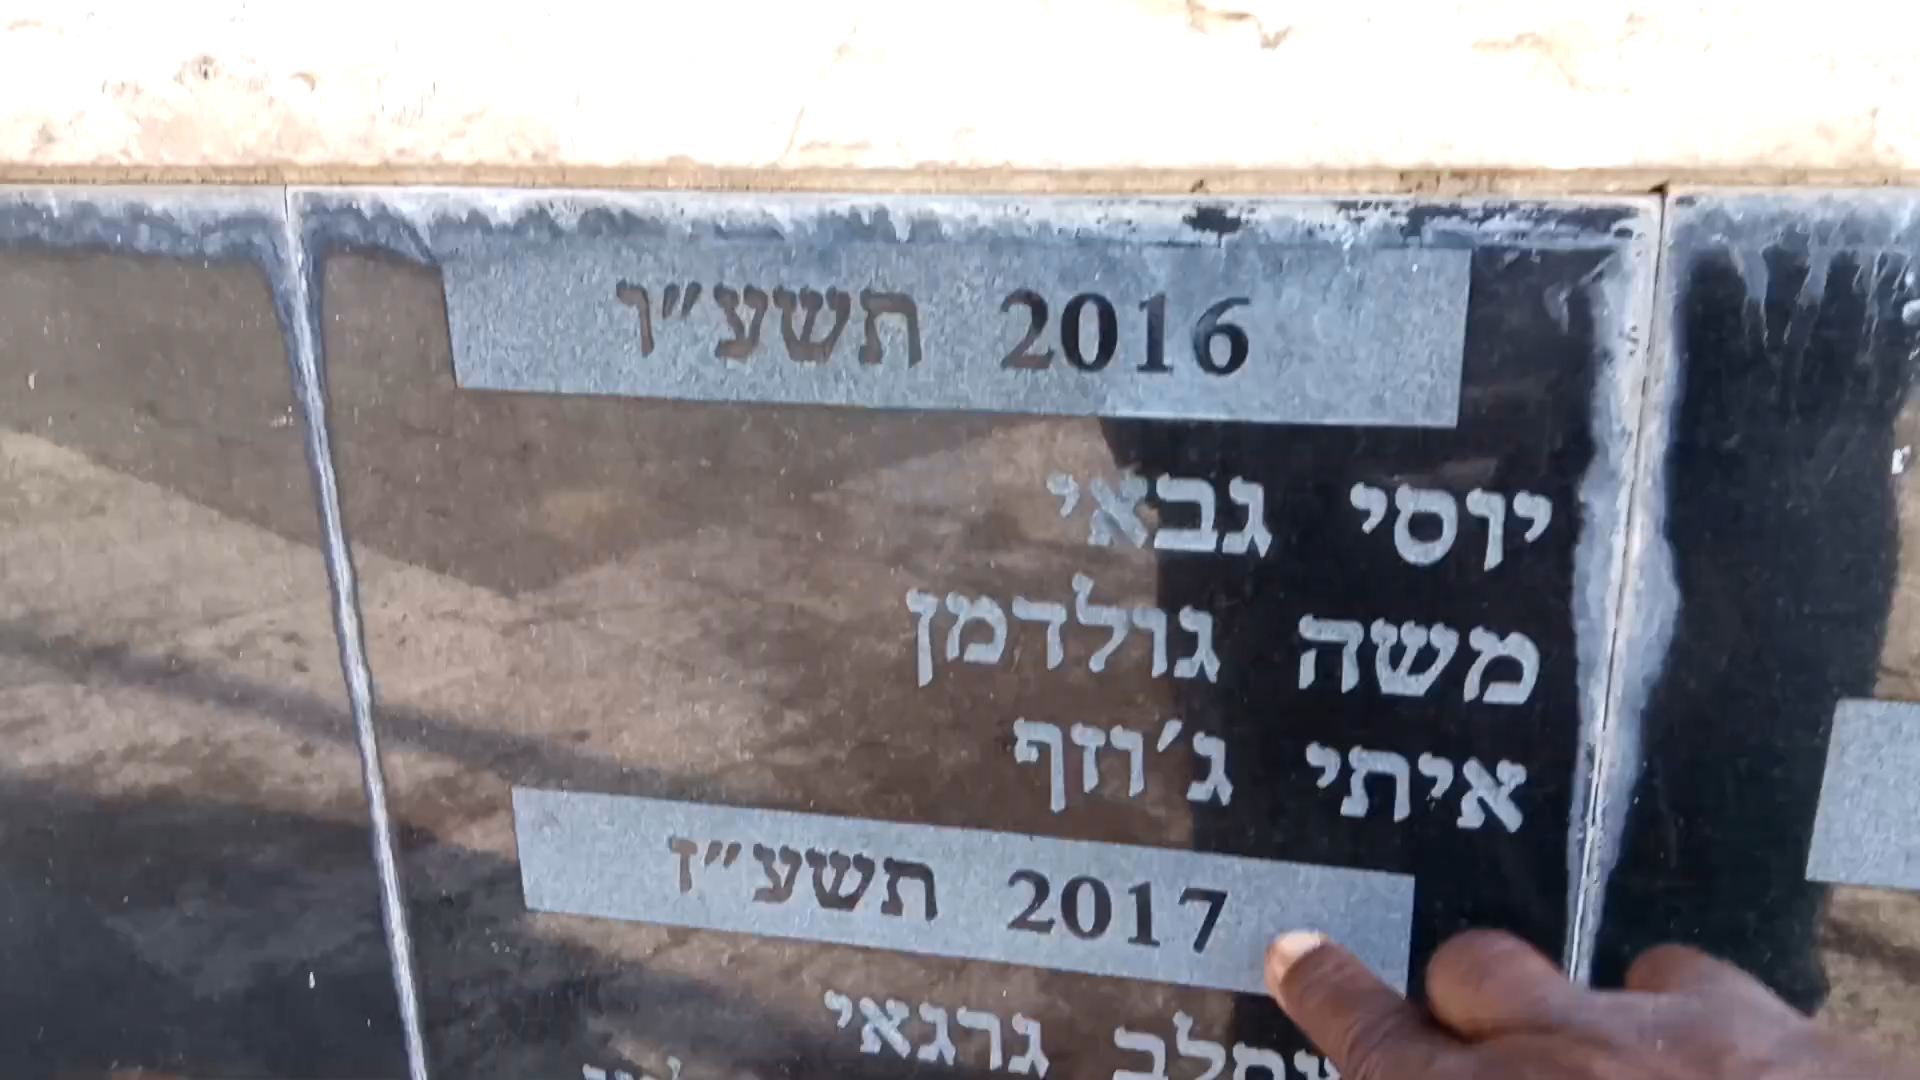 2016 תשע״ו
יוסי גבאי
משה גולדמן
איתי ג׳וזף
2017 תשע״ז
גרגאי